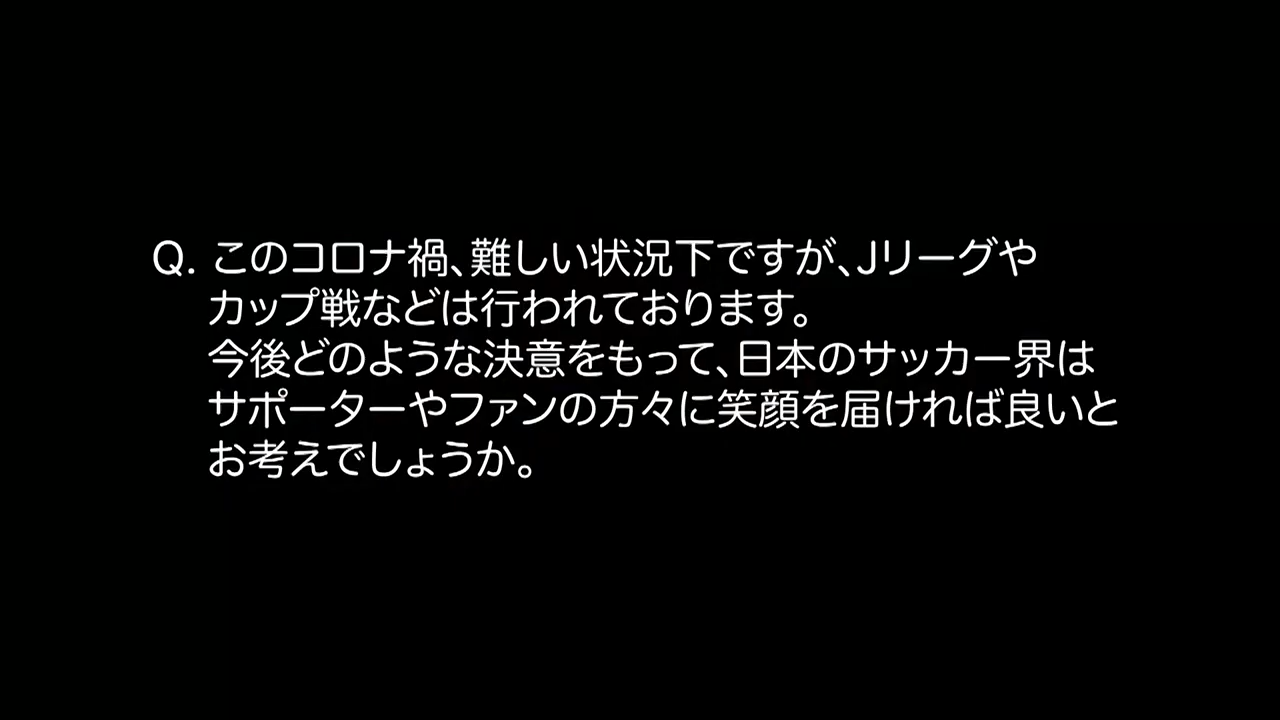 Q. このコロナ禍、難しい状況下ですが、Jリーグや
カップ戦などは行われております。
今後どのような決意をもって、日本のサッカー界は
サポーターやファンの方々に笑顔を届ければ良いと
お考えでしょうか。